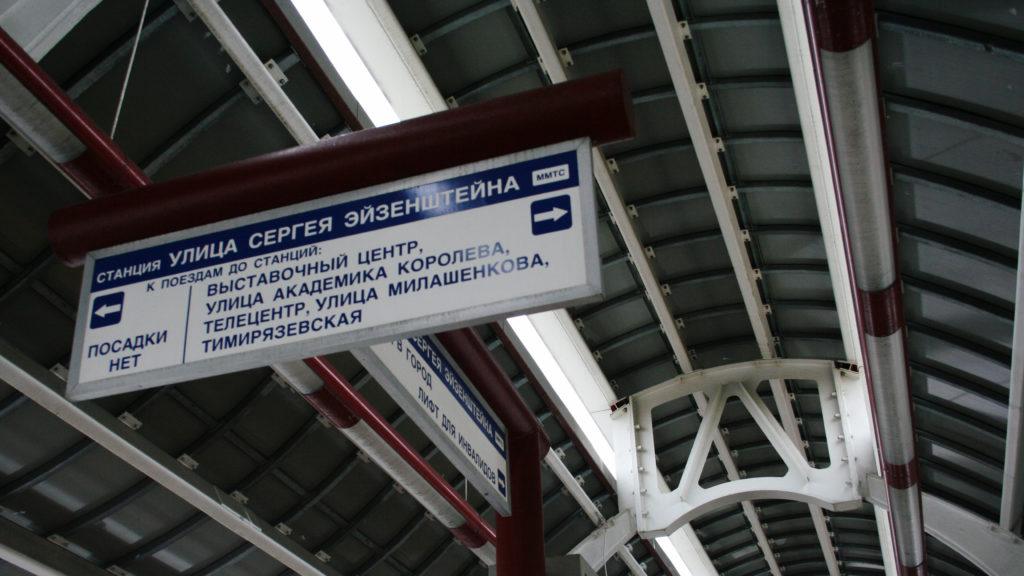 СТАНЦИЯ УЛИЦА СЕРГЕЯ ЭЙЗЕНШТЕЙНА ММТС
К ПОЕЗДАМ ДО СТАНЦИЙ:
ВЫСТАВОЧНЫЙ ЦЕНТР,
УЛИЦА АКАДЕМИКА КОРОЛЕВА,
ТЕЛЕЦЕНТР, УЛИЦА МИЛАШЕНКОВА,
ТИМИРЯЗЕВСКАЯ
ПОСАДКИ
НЕТ
СЕРГЕЯ ЭЙЗЕНШТЕЙНА
В ГОРОД
ЛИФТ ДЛЯ ИНВАЛИДОВ